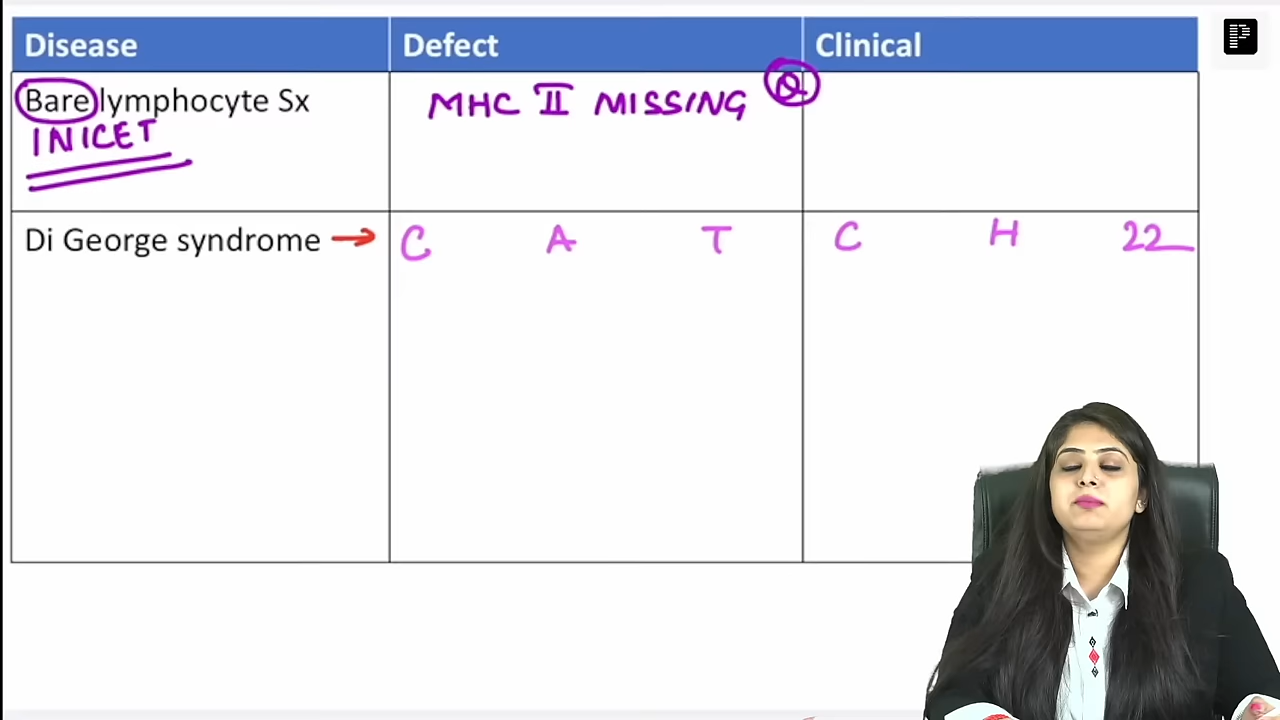 Disease Defect Clinical
Bare lymphocyte Sx MHC II MISSING Q
INICET
Di George syndrome → C A T C H 22
P